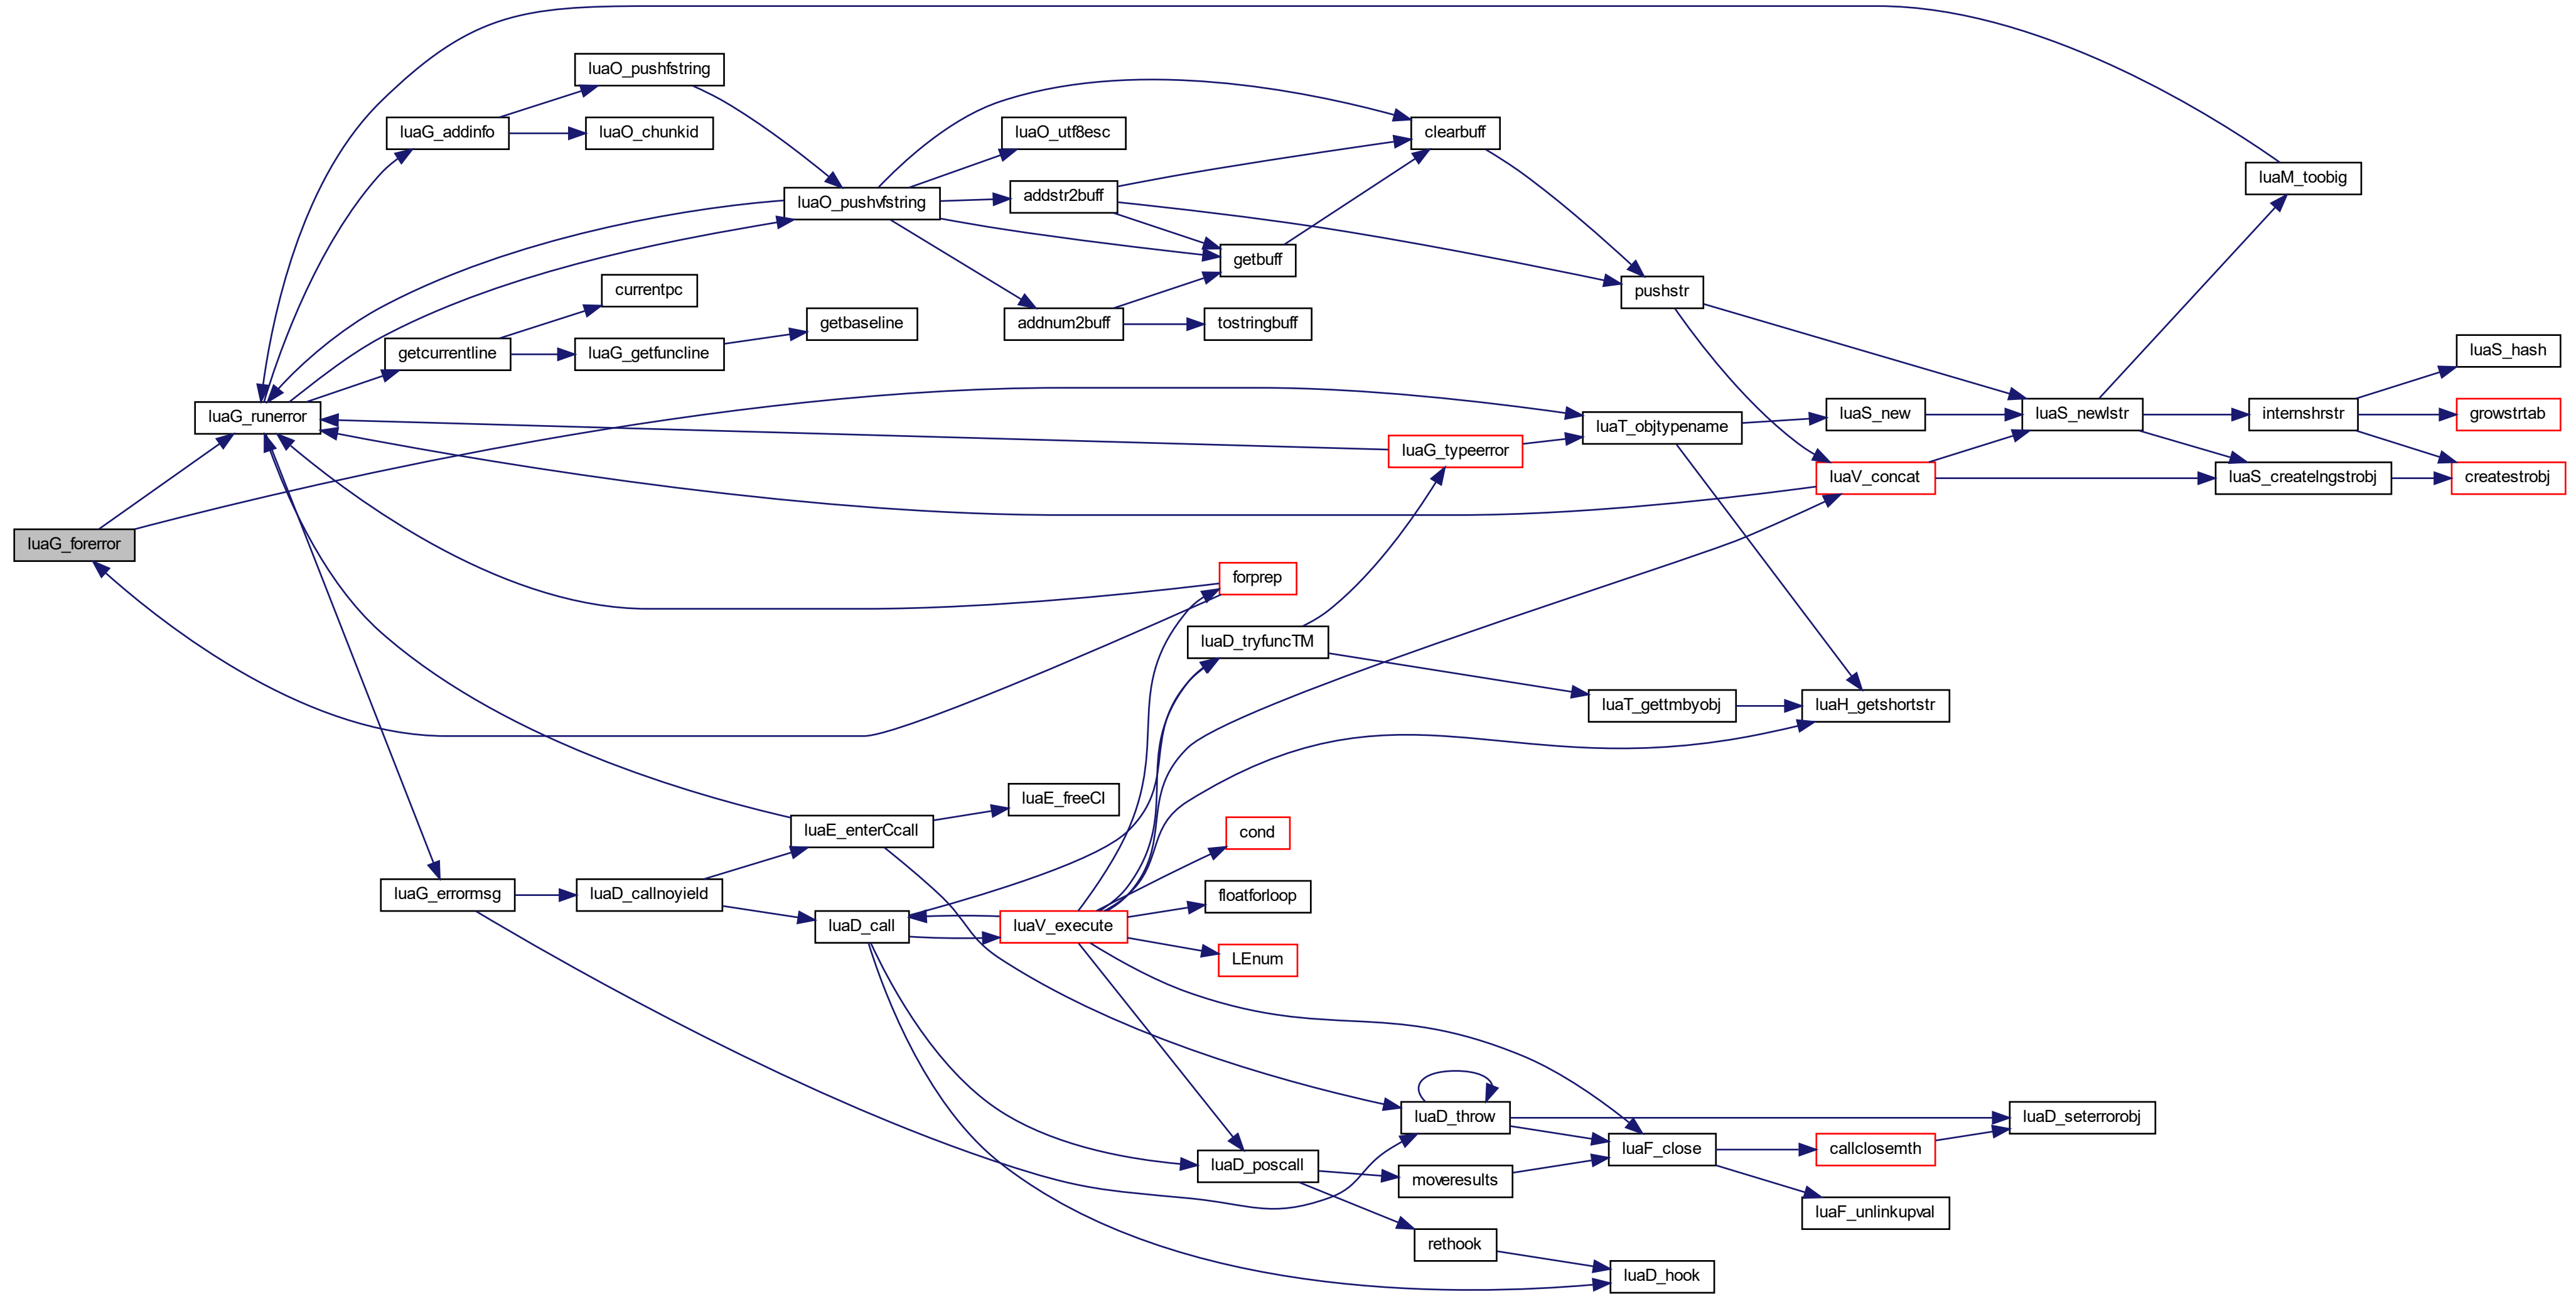 luaO_pushfstring
luaG_addinfo
luaO_chunkid
luaO_utf8esc
clearbuff
luaM_toobig
luaO_pushvfstring
addstr2buff
getbuff
currentpc
pushstr
getbaseline
addnum2buff
tostringbuff
getcurrentline
luaG_getfuncline
luaS_hash
luaG_runerror
luaT_objtypename
luaS_new
luaS_newlstr
internshrstr
growstrtab
luaG_typeerror
luaV_concat
luaS_createlngstrobj
createstrobj
luaG_forerror
forprep
luaD_tryfuncTM
luaT_gettmbyobj
luaH_getshortstr
luaE_freeCI
luaE_enterCcall
cond
luaG_errormsg
luaD_callnoyield
floatforloop
luaD_call
luaV_execute
LEnum
luaD_throw
luaD_seterrorobj
luaF_close
callclosemth
luaD_poscall
moveresults
luaF_unlinkupval
rethook
luaD_hook